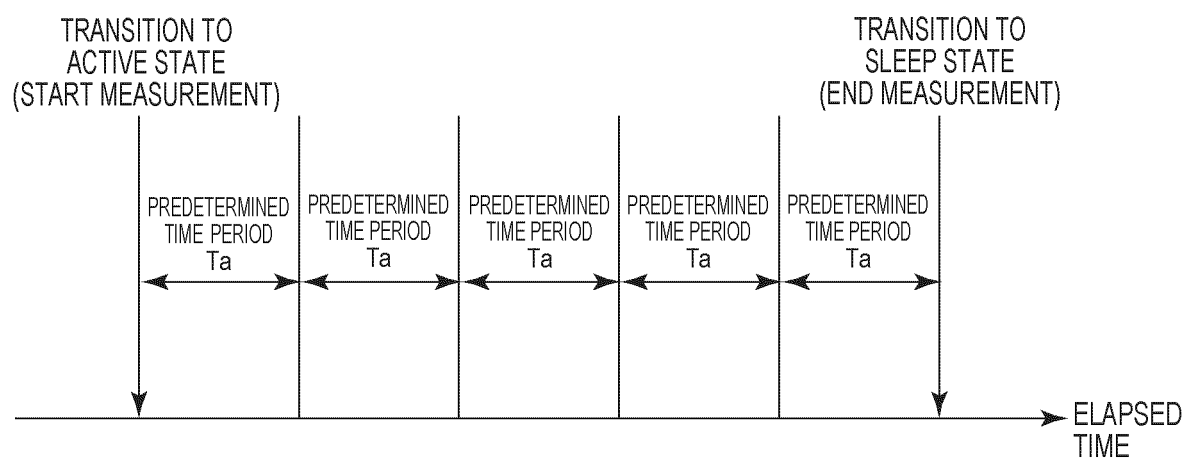 TRANSITION TO
ACTIVE STATE
(START MEASUREMENT)
TRANSITION TO
SLEEP STATE
(END MEASUREMENT)
PREDETERMINED
TIME PERIOD
Ta
PREDETERMINED
TIME PERIOD
Ta
PREDETERMINED
TIME PERIOD
Ta
PREDETERMINED
TIME PERIOD
Ta
PREDETERMINED
TIME PERIOD
Ta
ELAPSED
TIME